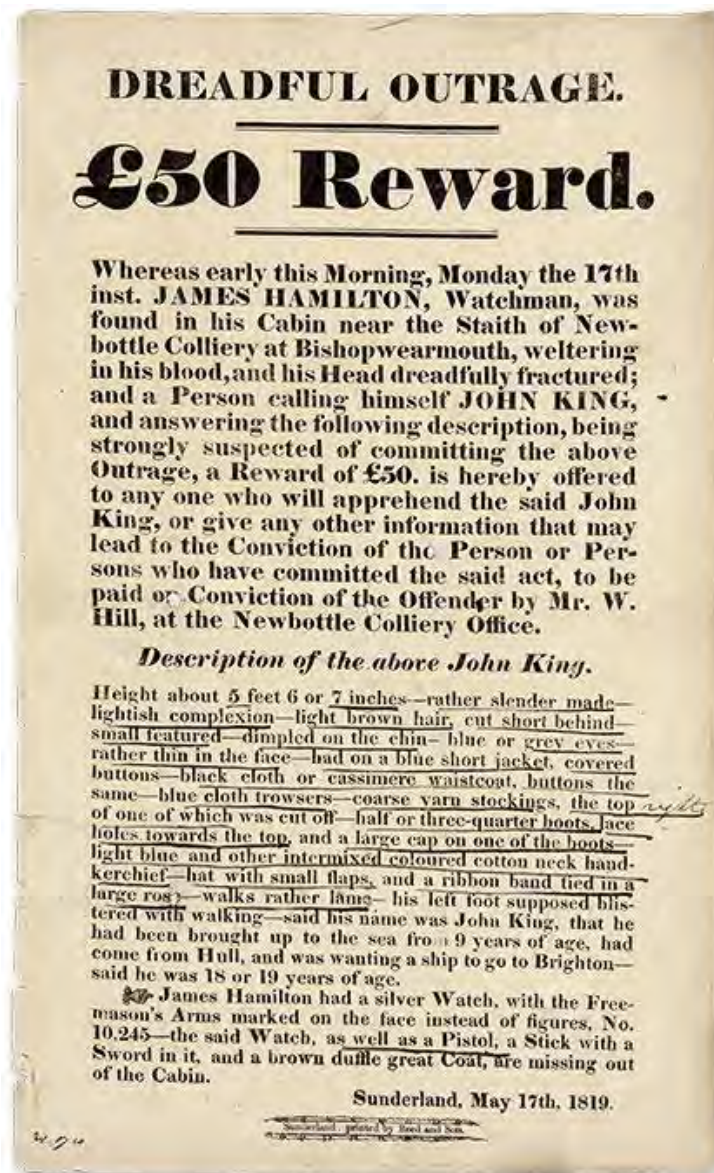 DREADFUL OUTRAGE.
£50 Reward.
Whereas early this Morning, Monday the 17th
inst. JAMES HAMILTON, Watchman, was
found in his Cabin near the Staith of New-
bottle Colliery at Bishopwearmouth, weltering
in his blood, and his Head dreadfully fractured;
and a Person calling himself JOHN KING,
and answering the following description, being
strongly suspected of committing the above
Outrage, a Reward of £50. is hereby offered
to any one who will apprehend the said John
King, or give any other information that may
lead to the Conviction of the Person or Per-
sons who have committed the said act, to be
paid on Conviction of the Offender by Mr. W.
Hill, at the Newbottle Colliery Office.
Description of the above John King.
Height about 5 feet 6 or 7 inches—rather slender made—
lightish complexion—light brown hair, cut short behind—
small featured—dimpled on the chin—blue or grey eyes—
rather thin in the face—had on a blue short jacket, covered
buttons—black cloth or cassimere waistcoat, buttons the
same—blue cloth trowsers—coarse yarn stockings, the top
of one of which was cut off—half or three-quarter boots, lace
holes towards the top, and a large cap on one of the boots—
light blue and other intermixed coloured cotton neck hand-
kerchief—hat with small flaps, and a ribbon band tied in a
large rose—walks rather lame—his left foot supposed blis-
tered with walking—said his name was John King, that he
had been brought up to the sea from 9 years of age, had
come from Hull, and was wanting a ship to go to Brighton—
said he was 18 or 19 years of age.
James Hamilton had a silver Watch, with the Free-
mason's Arms marked on the face instead of figures, No.
10,245—the said Watch, as well as a Pistol, a Stick with a
Sword in it, and a brown duffle great Coat, are missing out
of the Cabin.
Sunderland, May 17th, 1819.
Sunderland: printed by Reed and Son.